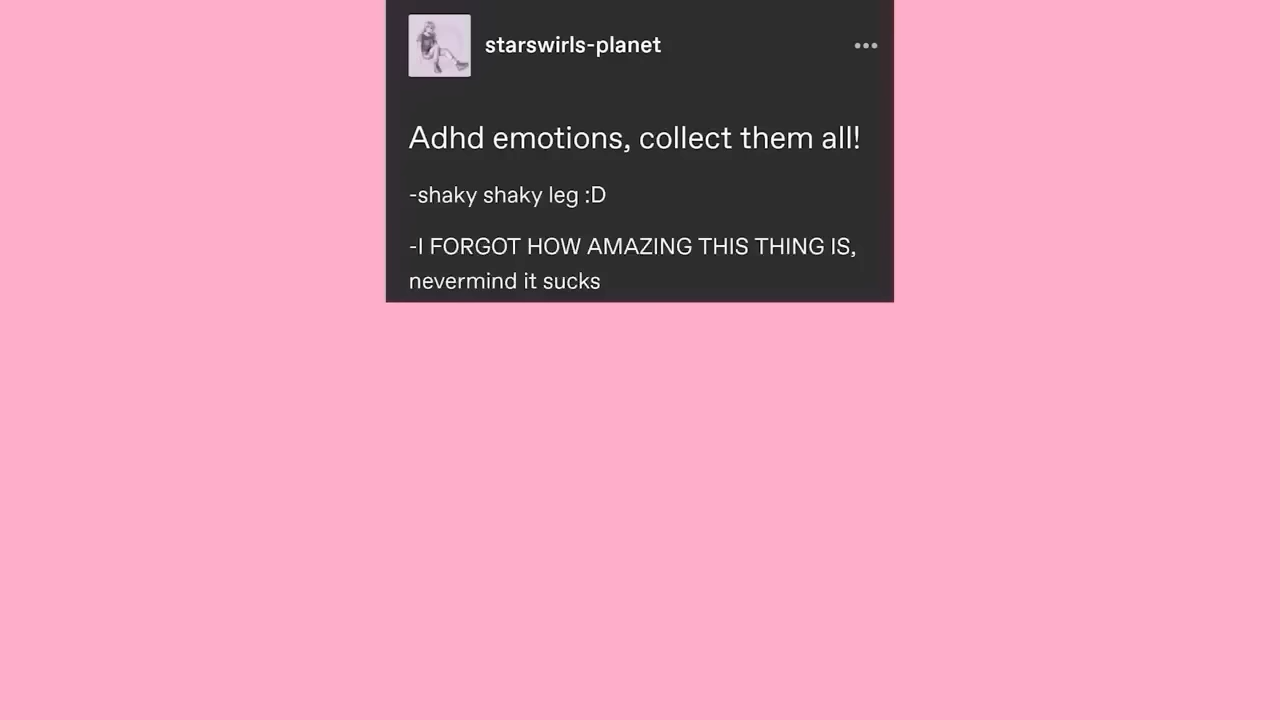 starswirls-planet
Adhd emotions, collect them all!
-shaky shaky leg :D
-I FORGOT HOW AMAZING THIS THING IS,
nevermind it sucks